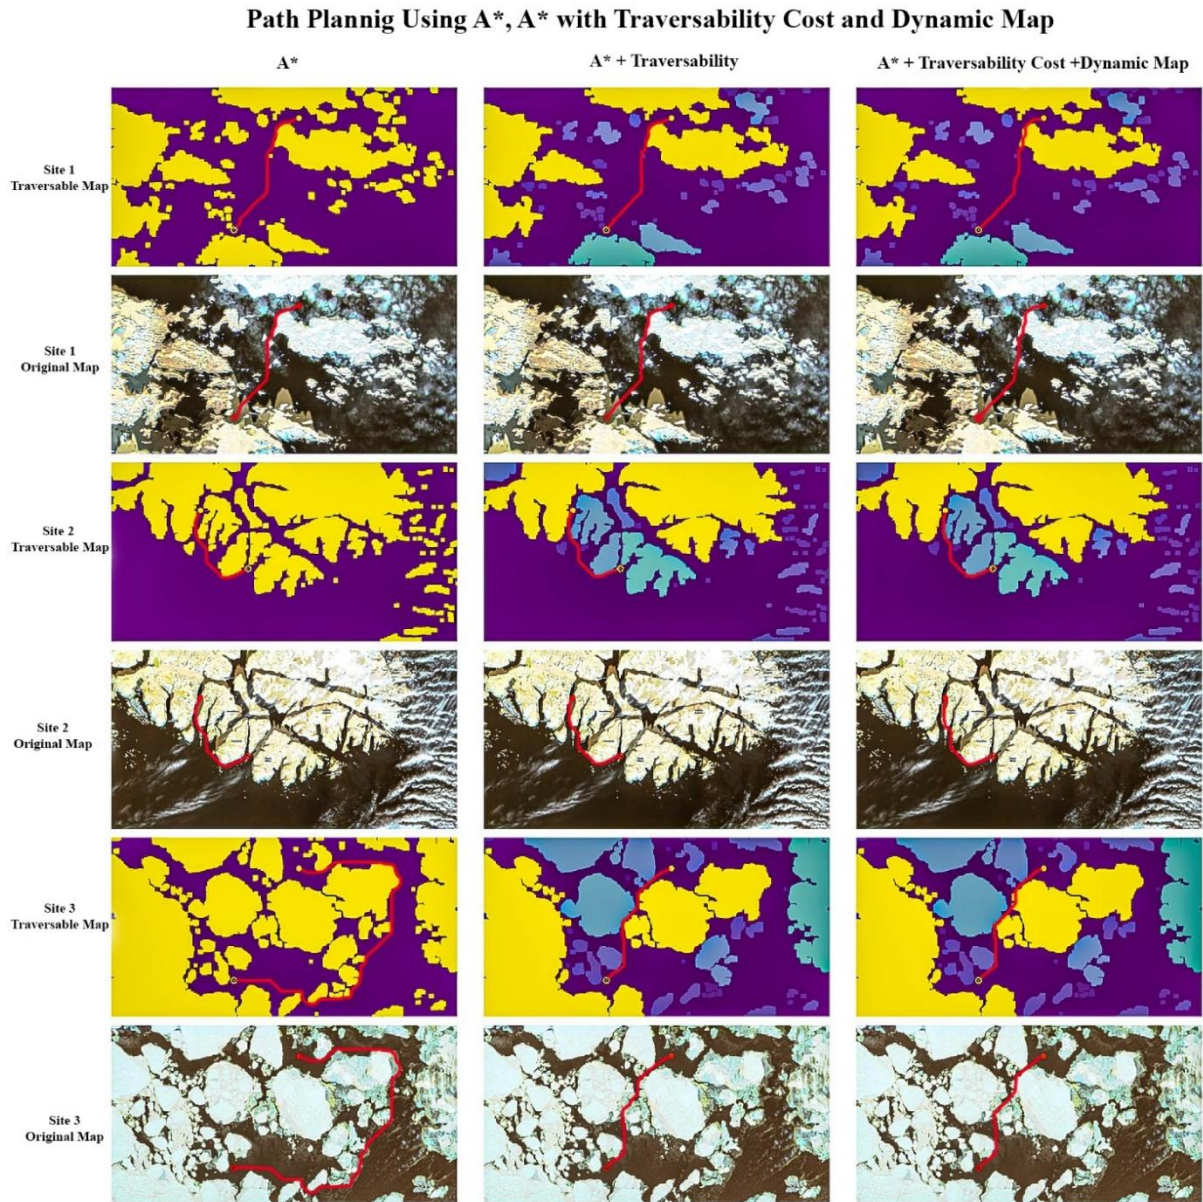 Path Plannig Using A*, A* with Traversability Cost and Dynamic Map
A*
A* + Traversability
A* + Traversability Cost +Dynamic Map
Site 1
Traversable Map
Site 1
Original Map
Site 2
Traversable Map
Site 2
Original Map
Site 3
Traversable Map
Site 3
Original Map